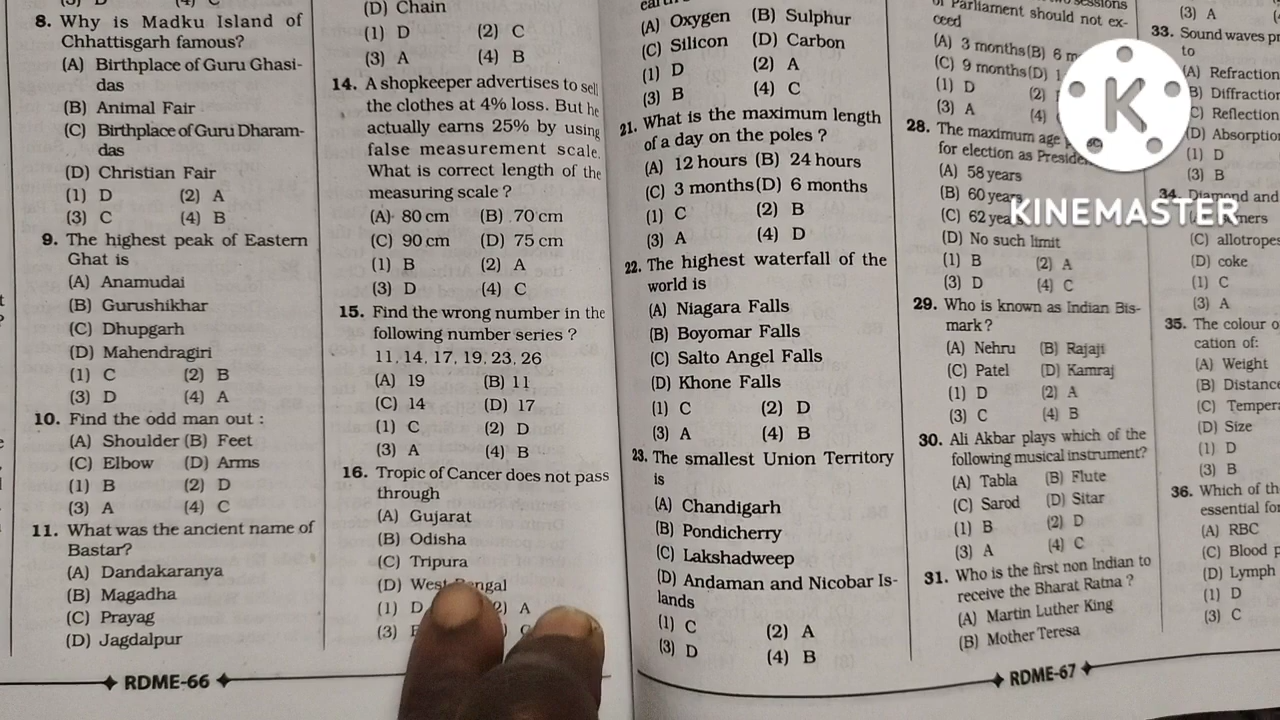 8. Why is Madku Island of
Chhattisgarh famous?
(A) Birthplace of Guru Ghasi-
das
(B) Animal Fair
(C) Birthplace of Guru Dharam-
das
(D) Christian Fair
(1) D (2) A
(3) C (4) B
9. The highest peak of Eastern
Ghat is
(A) Anamudai
(B) Gurushikhar
(C) Dhupgarh
(D) Mahendragiri
(1) C (2) B
(3) D (4) A
10. Find the odd man out :
(A) Shoulder (B) Feet
(C) Elbow (D) Arms
(1) B (2) D
(3) A (4) C
11. What was the ancient name of
Bastar?
(A) Dandakaranya
(B) Magadha
(C) Prayag
(D) Jagdalpur
RDME-66
(D) Chain
(1) D (2) C
(3) A (4) B
14. A shopkeeper advertises to sell
the clothes at 4% loss. But he
actually earns 25% by using
false measurement scale.
What is correct length of the
measuring scale ?
(A) 80 cm (B) 70 cm
(C) 90 cm (D) 75 cm
(1) B (2) A
(3) D (4) C
15. Find the wrong number in the
following number series ?
11, 14, 17, 19, 23, 26
(A) 19 (B) 11
(C) 14 (D) 17
(1) C (2) D
(3) A (4) B
16. Tropic of Cancer does not pass
through
(A) Gujarat
(B) Odisha
(C) Tripura
(D) West Bengal
(1) D (2) A
(3)
(A) Oxygen (B) Sulphur
(C) Silicon (D) Carbon
(1) D (2) A
(3) B (4) C
21. What is the maximum length
of a day on the poles ?
(A) 12 hours (B) 24 hours
(C) 3 months (D) 6 months
(1) C (2) B
(3) A (4) D
22. The highest waterfall of the
world is
(A) Niagara Falls
(B) Boyomar Falls
(C) Salto Angel Falls
(D) Khone Falls
(1) C (2) D
(3) A (4) B
23. The smallest Union Territory
is
(A) Chandigarh
(B) Pondicherry
(C) Lakshadweep
(D) Andaman and Nicobar Is-
lands
(1) C (2) A
(3) D (4) B
of Parliament should not ex-
ceed
(A) 3 months (B) 6
(C) 9 months (D) 1
(1) D (2)
(3) A (4)
28. The maximum age
for election as
(A) 58 years
(B) 60 years
(C) 62
(D) No such limit
(1) B (2) A
(3) D (4) C
29. Who is known as Indian Bis-
mark ?
(A) Nehru (B) Rajaji
(C) Patel (D) Kamraj
(1) D (2) A
(3) C (4) B
30. Ali Akbar plays which of the
following musical instrument?
(A) Tabla (B) Flute
(C) Sarod (D) Sitar
(1) B (2) D
(3) A (4) C
31. Who is the first non Indian to
receive the Bharat Ratna ?
(A) Martin Luther King
(B) Mother Teresa
RDME-67
(3) A
33. Sound waves
to
(A) Refraction
(B) Diffraction
(C) Reflection
(D)
(1) D
(3) B
34. Diamond and
(C) allotropes
(D) coke
(1) C
(3) A
35. The colour
cation of:
(A) Weight
(B) Distance
(C)
(D) Size
(1) D
(3) B
36. Which of
essential
(A) RBC
(C) Blood
(D) Lymph
(1) D
(3) C
K
KINEMASTER